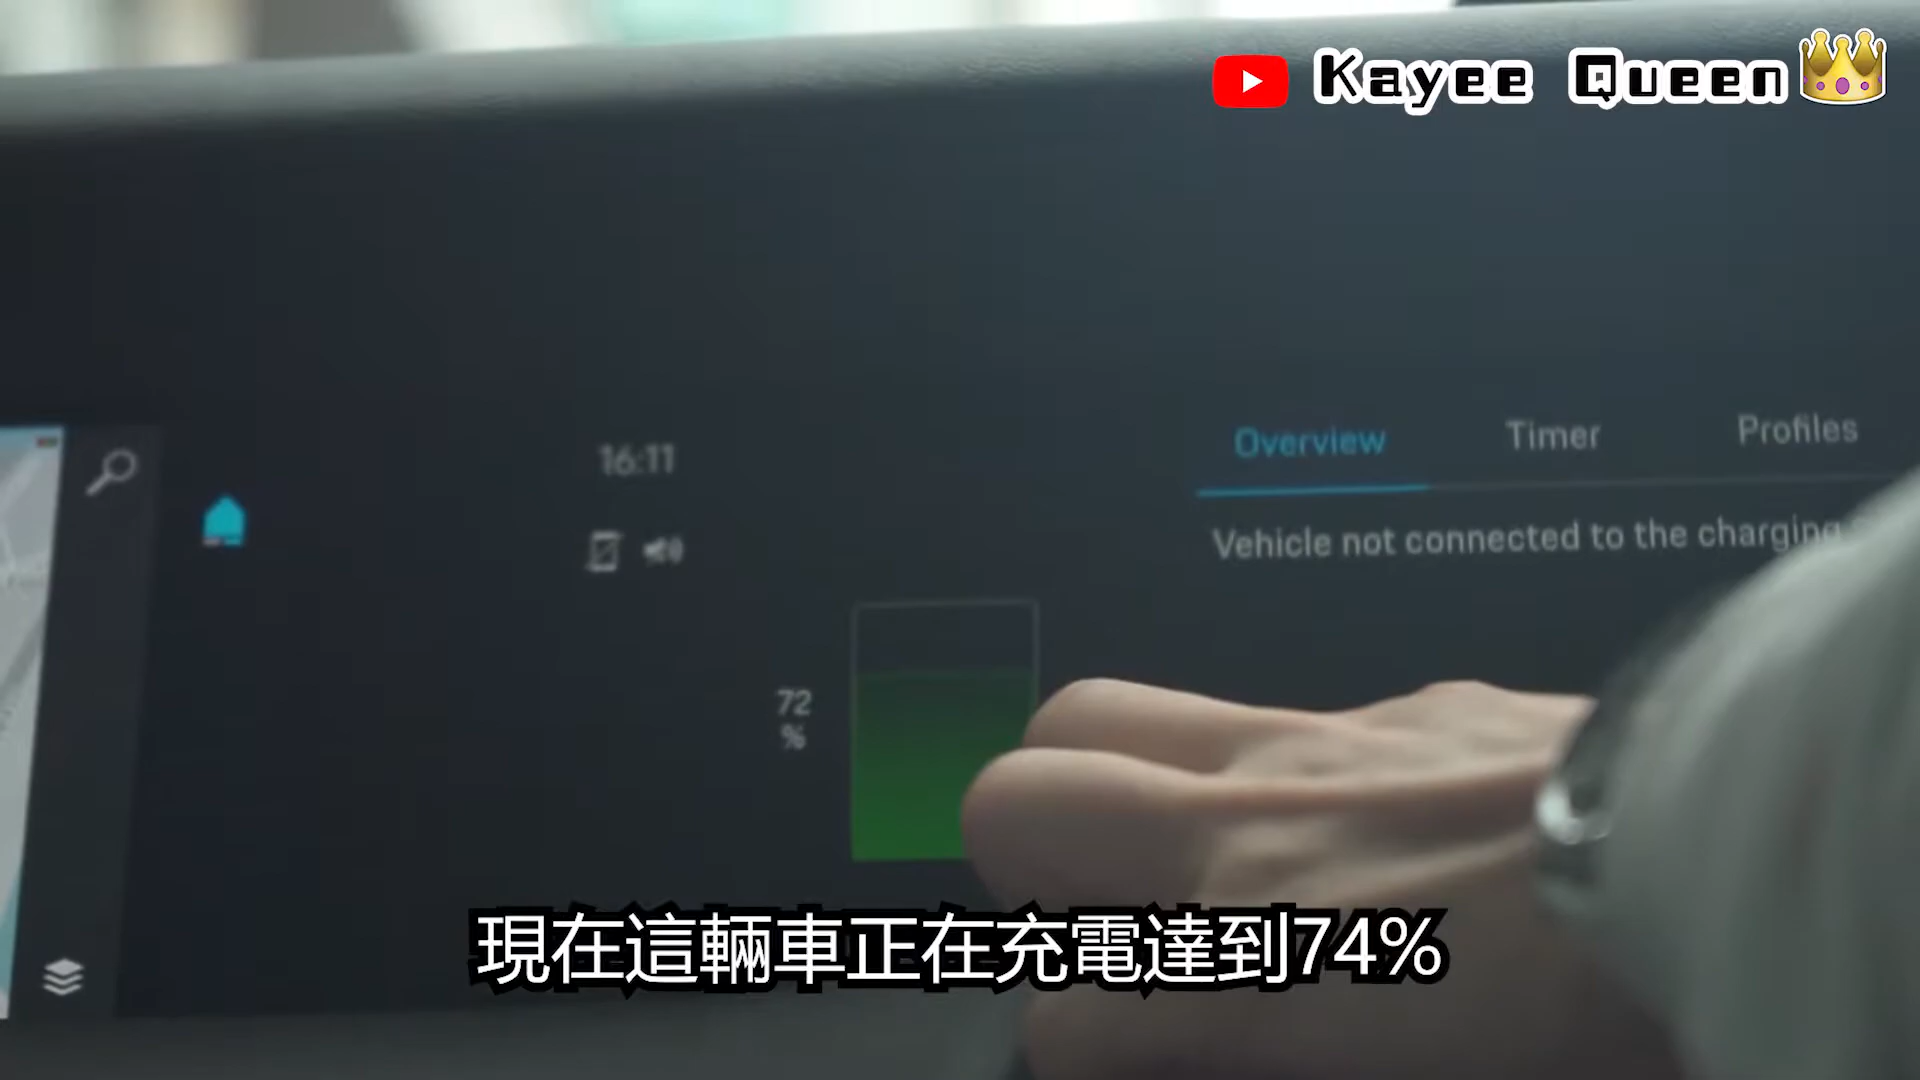 Kayee Queen
16:11
Overview Timer Profiles
Vehicle not connected to the charging
72
%
現在這輛車正在充電達到74%